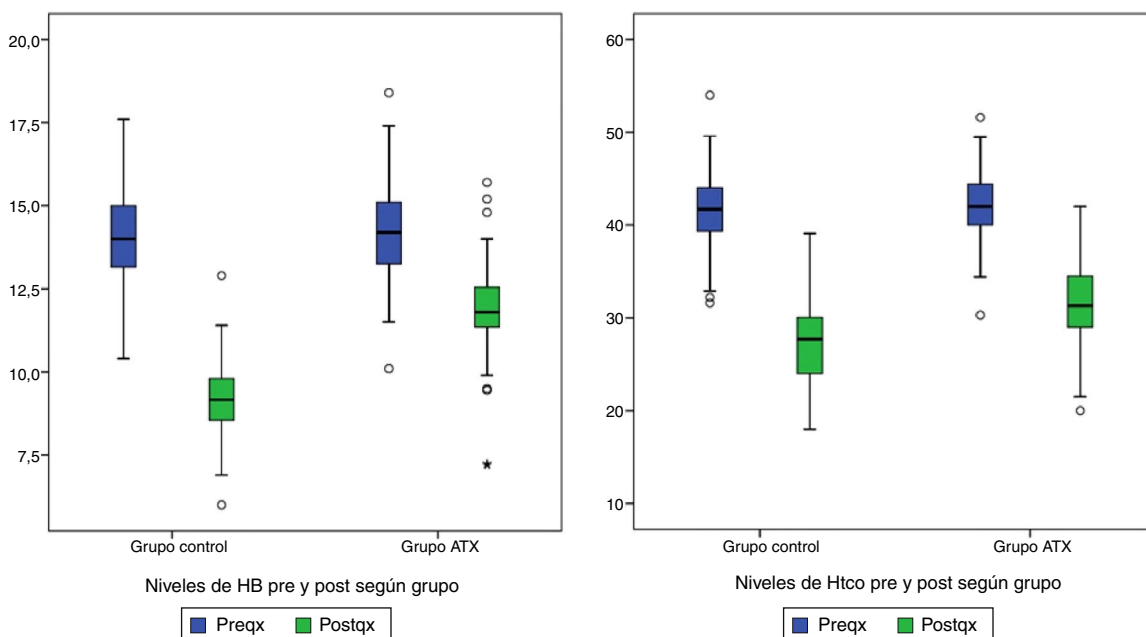 20,0
17,5
15,0
12,5
10,0
7,5
Grupo control Grupo ATX
Niveles de HB pre y post según grupo
Preqx Postqx
60
50
40
30
20
10
Grupo control Grupo ATX
Niveles de Htco pre y post según grupo
Preqx Postqx